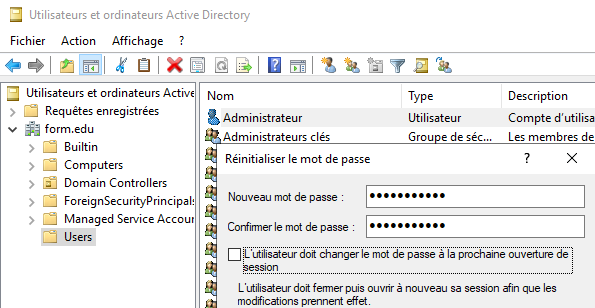 Utilisateurs et ordinateurs Active Directory
Fichier Action Affichage ?
Utilisateurs et ordinateurs Active
Requêtes enregistrées
form.edu
Builtin
Computers
Domain Controllers
ForeignSecurityPrincipals
Managed Service Accou
Users
Nom Type Description
Administrateur Utilisateur Compte d'utilisa
Administrateurs clés Groupe de séc... Les membres de
Réinitialiser le mot de passe
Nouveau mot de passe : •••••••••••
Confirmer le mot de passe : •••••••••••
L'utilisateur doit changer le mot de passe à la prochaine ouverture de
session
L'utilisateur doit fermer puis ouvrir à nouveau sa session afin que les
modifications prennent effet.